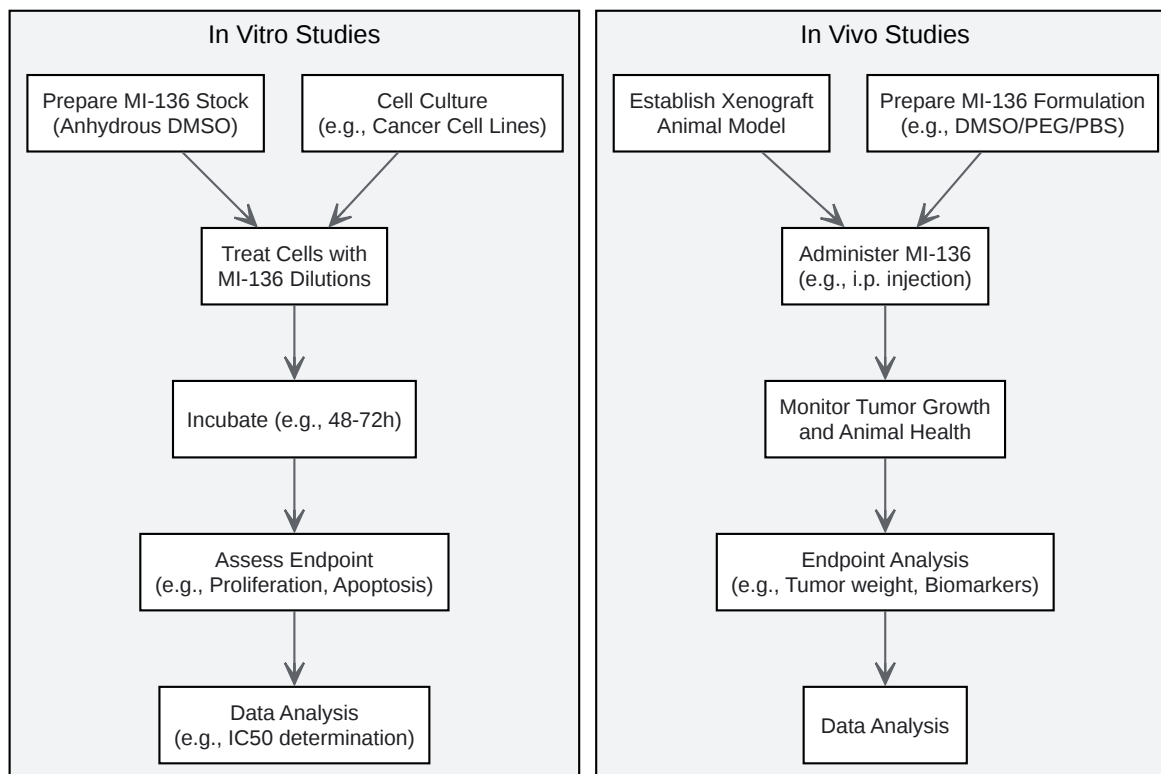 In Vitro Studies
Prepare MI-136 Stock
(Anhydrous DMSO)
Cell Culture
(e.g., Cancer Cell Lines)
Treat Cells with
MI-136 Dilutions
Incubate (e.g., 48-72h)
Assess Endpoint
(e.g., Proliferation, Apoptosis)
Data Analysis
(e.g., IC50 determination)
In Vivo Studies
Establish Xenograft
Animal Model
Prepare MI-136 Formulation
(e.g., DMSO/PEG/PBS)
Administer MI-136
(e.g., i.p. injection)
Monitor Tumor Growth
and Animal Health
Endpoint Analysis
(e.g., Tumor weight, Biomarkers)
Data Analysis